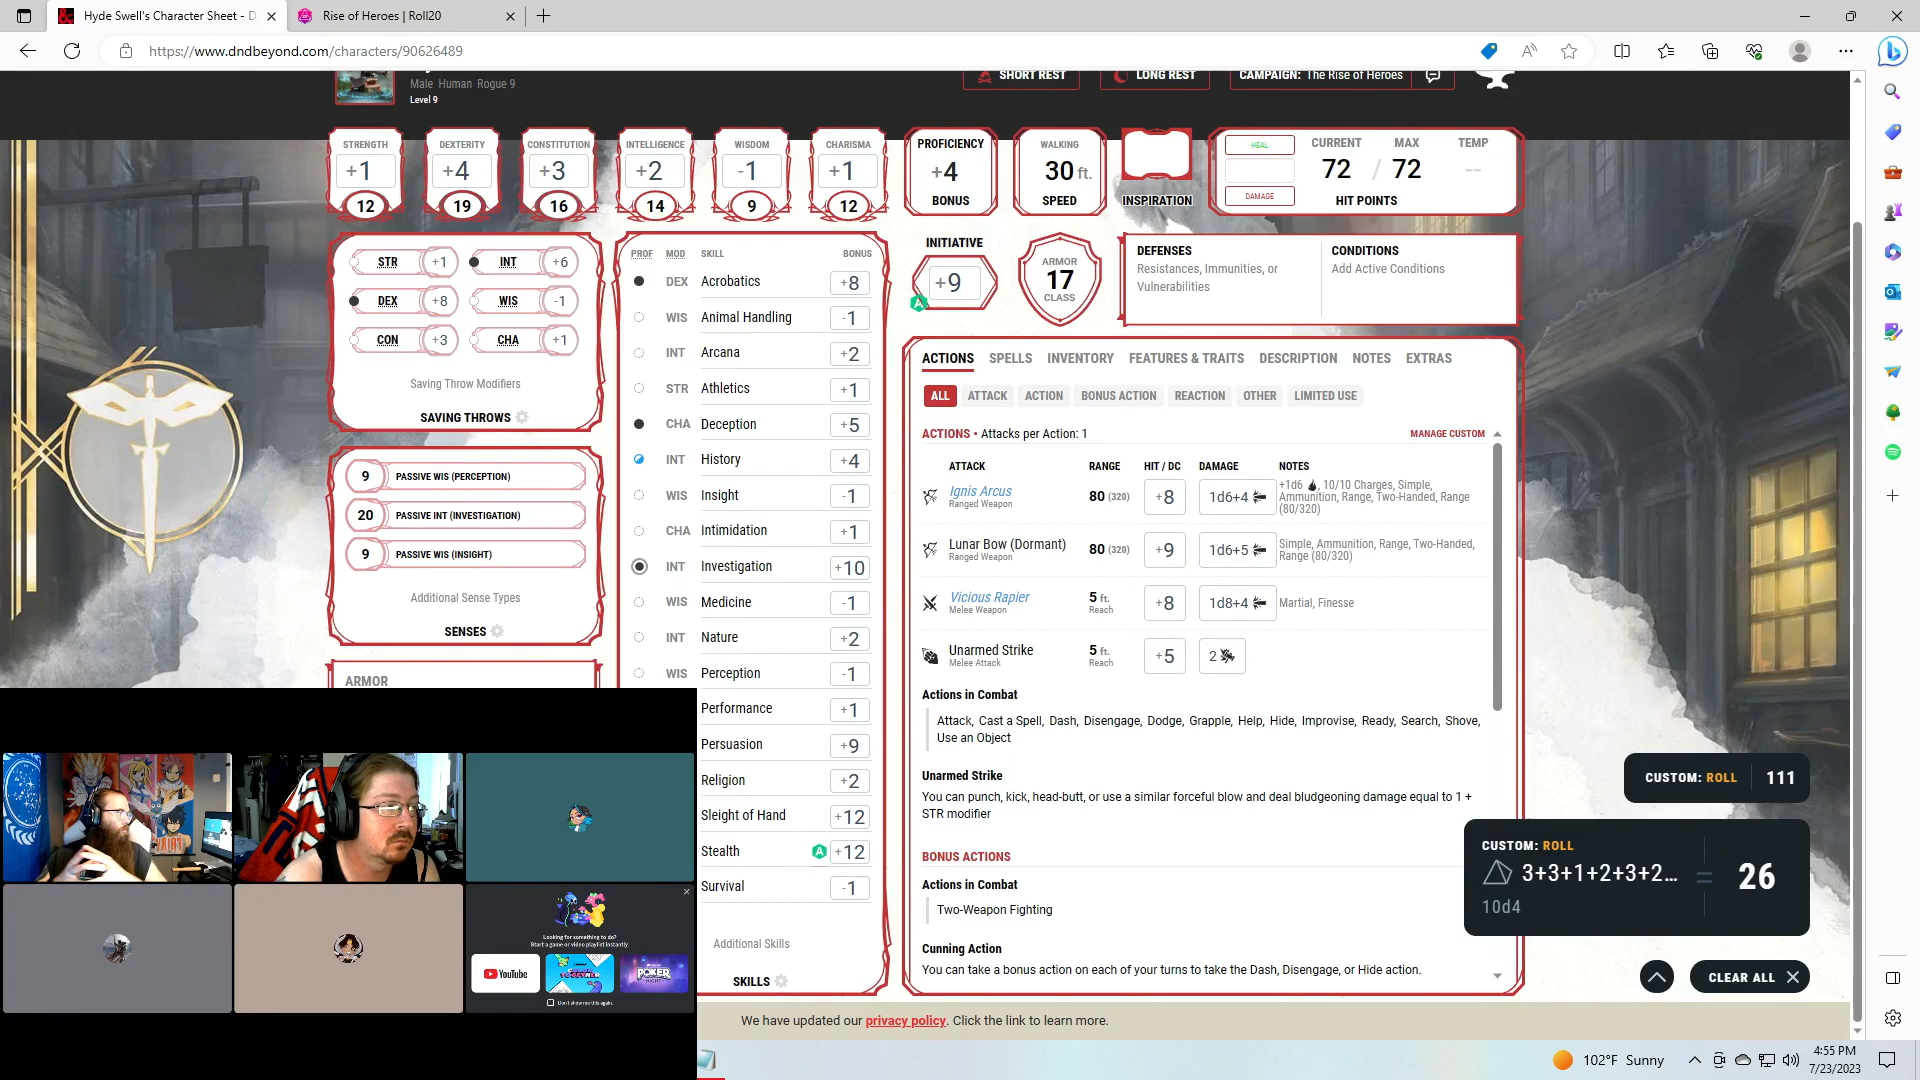 Hyde Swell's Character Sheet - D
Rise of Heroes | Roll20
https://www.dndbeyond.com/characters/90626489
Male Human Rogue 9
Level 9
SHORT REST
LONG REST
CAMPAIGN: The Rise of Heroes
STRENGTH
+1
12
DEXTERITY
+4
19
CONSTITUTION
+3
16
INTELLIGENCE
+2
14
WISDOM
-1
9
CHARISMA
+1
12
PROFICIENCY
+4
BONUS
WALKING
30 ft.
SPEED
INSPIRATION
HEAL
DAMAGE
CURRENT MAX TEMP
72 / 72 --
HIT POINTS
STR +1
INT +6
DEX +8
WIS -1
CON +3
CHA +1
Saving Throw Modifiers
SAVING THROWS
9 PASSIVE WIS (PERCEPTION)
20 PASSIVE INT (INVESTIGATION)
9 PASSIVE WIS (INSIGHT)
Additional Sense Types
SENSES
ARMOR
PROF MOD SKILL BONUS
DEX Acrobatics +8
WIS Animal Handling -1
INT Arcana +2
STR Athletics +1
CHA Deception +5
INT History +4
WIS Insight -1
CHA Intimidation +1
INT Investigation +10
WIS Medicine -1
INT Nature +2
WIS Perception -1
Performance +1
Persuasion +9
Religion +2
Sleight of Hand +12
Stealth A +12
Survival -1
Additional Skills
SKILLS
INITIATIVE
+9
A
ARMOR
17
CLASS
DEFENSES
Resistances, Immunities, or
Vulnerabilities
CONDITIONS
Add Active Conditions
ACTIONS SPELLS INVENTORY FEATURES & TRAITS DESCRIPTION NOTES EXTRAS
ALL ATTACK ACTION BONUS ACTION REACTION OTHER LIMITED USE
ACTIONS • Attacks per Action: 1
MANAGE CUSTOM
ATTACK RANGE HIT / DC DAMAGE NOTES
Ignis Arcus
Ranged Weapon
80 (320)
+8
1d6+4
+1d6 , 10/10 Charges, Simple,
Ammunition, Range, Two-Handed, Range
(80/320)
Lunar Bow (Dormant)
Ranged Weapon
80 (320)
+9
1d6+5
Simple, Ammunition, Range, Two-Handed,
Range (80/320)
Vicious Rapier
Melee Weapon
5 ft.
Reach
+8
1d8+4
Martial, Finesse
Unarmed Strike
Melee Attack
5 ft.
Reach
+5
2
Actions in Combat
Attack, Cast a Spell, Dash, Disengage, Dodge, Grapple, Help, Hide, Improvise, Ready, Search, Shove,
Use an Object
Unarmed Strike
You can punch, kick, head-butt, or use a similar forceful blow and deal bludgeoning damage equal to 1 +
STR modifier
BONUS ACTIONS
Actions in Combat
Two-Weapon Fighting
Cunning Action
You can take a bonus action on each of your turns to take the Dash, Disengage, or Hide action.
CUSTOM: ROLL 111
CUSTOM: ROLL
3+3+1+2+3+2... = 26
10d4
CLEAR ALL
Looking for something to do?
Start a game or video playlist instantly.
YouTube
POKER
NIGHT
Don't show me this again.
We have updated our privacy policy. Click the link to learn more.
102°F Sunny
4:55 PM
7/23/2023